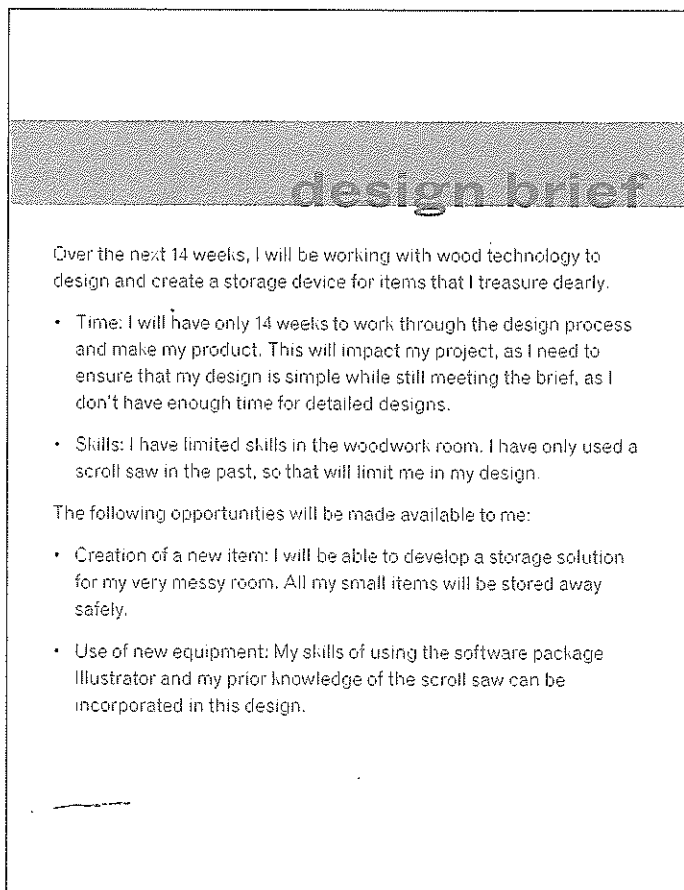 design brief
Over the next 14 weeks, I will be working with wood technology to
design and create a storage device for items that I treasure dearly.
• Time: I will have only 14 weeks to work through the design process
and make my product. This will impact my project, as I need to
ensure that my design is simple while still meeting the brief, as I
don't have enough time for detailed designs.
• Skills: I have limited skills in the woodwork room. I have only used a
scroll saw in the past, so that will limit me in my design.
The following opportunities will be made available to me:
• Creation of a new item: I will be able to develop a storage solution
for my very messy room. All my small items will be stored away
safely.
• Use of new equipment: My skills of using the software package
Illustrator and my prior knowledge of the scroll saw can be
incorporated in this design.